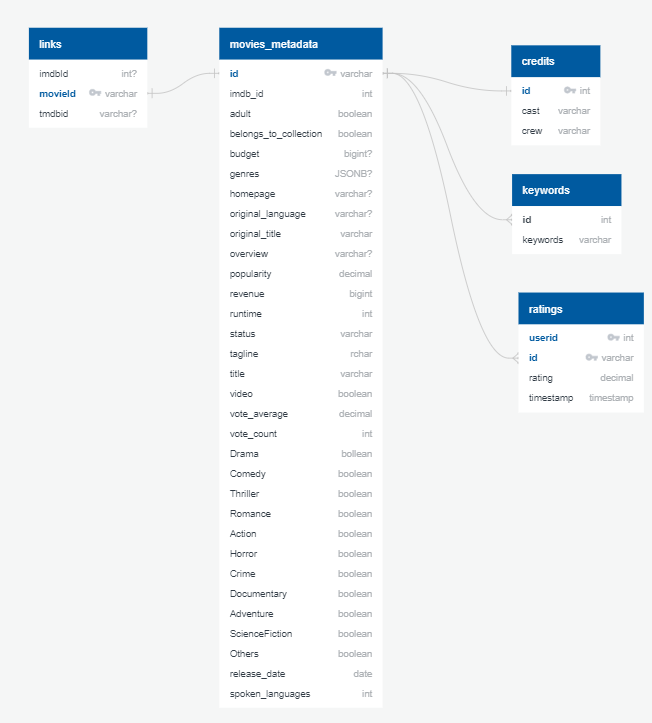 links
imdbId int?
movieId varchar
tmdbid varchar?
movies_metadata
id varchar
imdb_id int
adult boolean
belongs_to_collection boolean
budget bigint?
genres JSONB?
homepage varchar?
original_language varchar?
original_title varchar
overview varchar?
popularity decimal
revenue bigint
runtime int
status varchar
tagline rchar
title varchar
video boolean
vote_average decimal
vote_count int
Drama bollean
Comedy boolean
Thriller boolean
Romance boolean
Action boolean
Horror boolean
Crime boolean
Documentary boolean
Adventure boolean
ScienceFiction boolean
Others boolean
release_date date
spoken_languages int
credits
id int
cast varchar
crew varchar
keywords
id int
keywords varchar
ratings
userid int
id varchar
rating decimal
timestamp timestamp